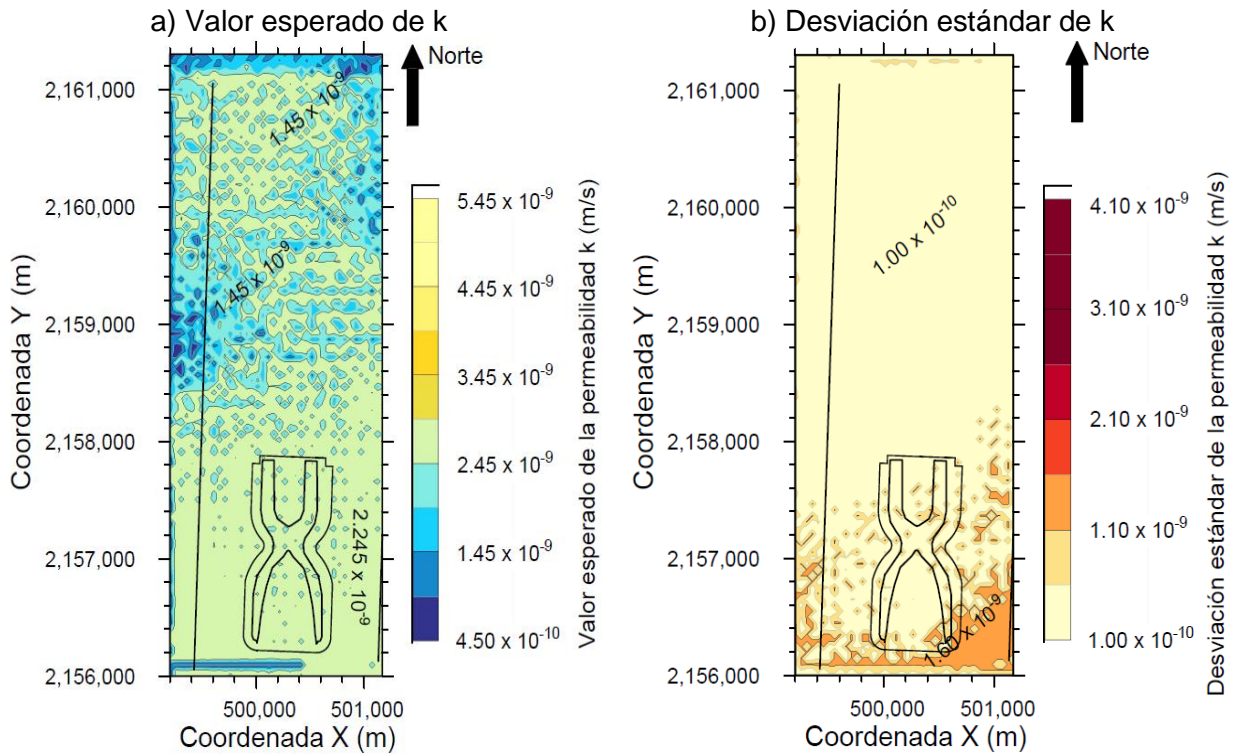 a) Valor esperado de k
Norte
2,161,000
2,160,000
2,159,000
2,158,000
2,157,000
2,156,000
Coordenada Y (m)
1.45 x 10-9
1.45 x 10-9
2.245 x 10-9
500,000
501,000
Coordenada X (m)
5.45 x 10-9
4.45 x 10-9
3.45 x 10-9
2.45 x 10-9
1.45 x 10-9
4.50 x 10-10
Valor esperado de la permeabilidad k (m/s)
b) Desviación estándar de k
Norte
2,161,000
2,160,000
2,159,000
2,158,000
2,157,000
2,156,000
Coordenada Y (m)
1.00 x 10-10
1.60 x 10-9
500,000
501,000
Coordenada X (m)
4.10 x 10-9
3.10 x 10-9
2.10 x 10-9
1.10 x 10-9
1.00 x 10-10
Desviación estándar de la permeabilidad k (m/s)